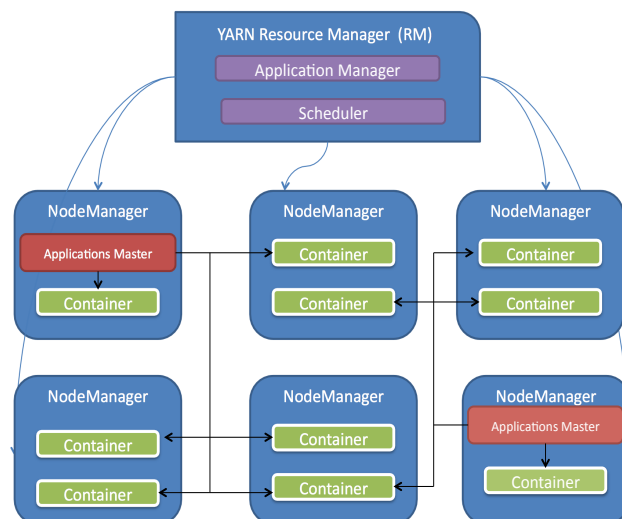 YARN Resource Manager (RM)
Application Manager
Scheduler
NodeManager
Applications Master
Container
NodeManager
Container
Container
NodeManager
Container
Container
NodeManager
Container
Container
NodeManager
Container
Container
NodeManager
Applications Master
Container